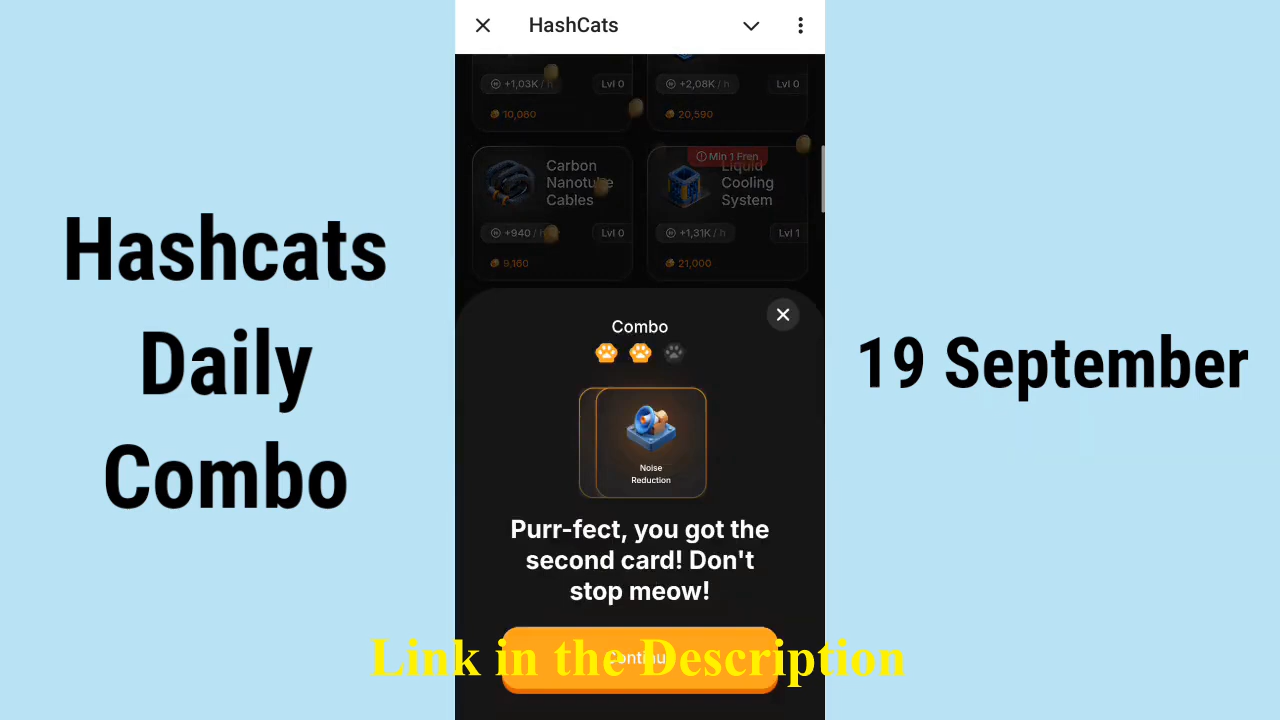 HashCats
+1,03K / h
Lvl 0
+2,08K / h
Lvl 0
10,060
20,590
Min 1 Fren
Carbon
Nanotube
Cables
Liquid
Cooling
System
+940 / h
Lvl 0
+1,31K / h
Lvl 1
9,160
21,000
Hashcats
Daily
Combo
19 September
Combo
Noise
Reduction
Purr-fect, you got the
second card! Don't
stop meow!
Continue
Link in the Description